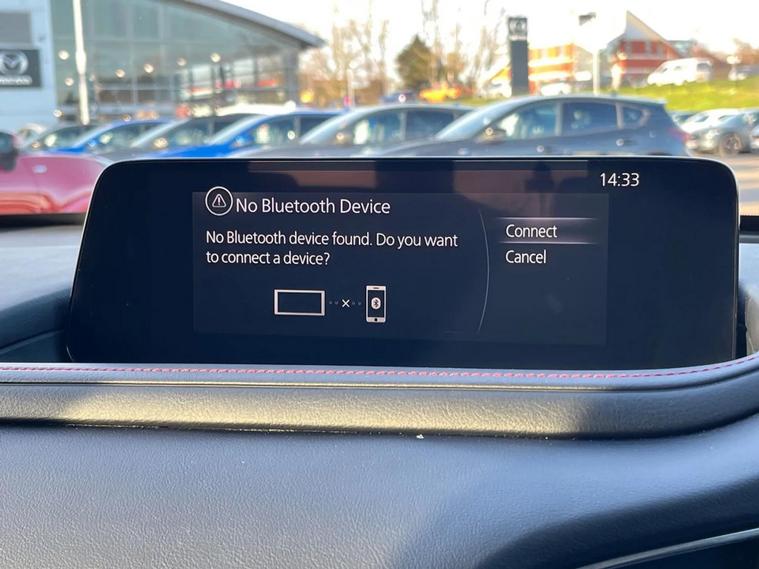 14:33
No Bluetooth Device
No Bluetooth device found. Do you want
to connect a device?
Connect
Cancel